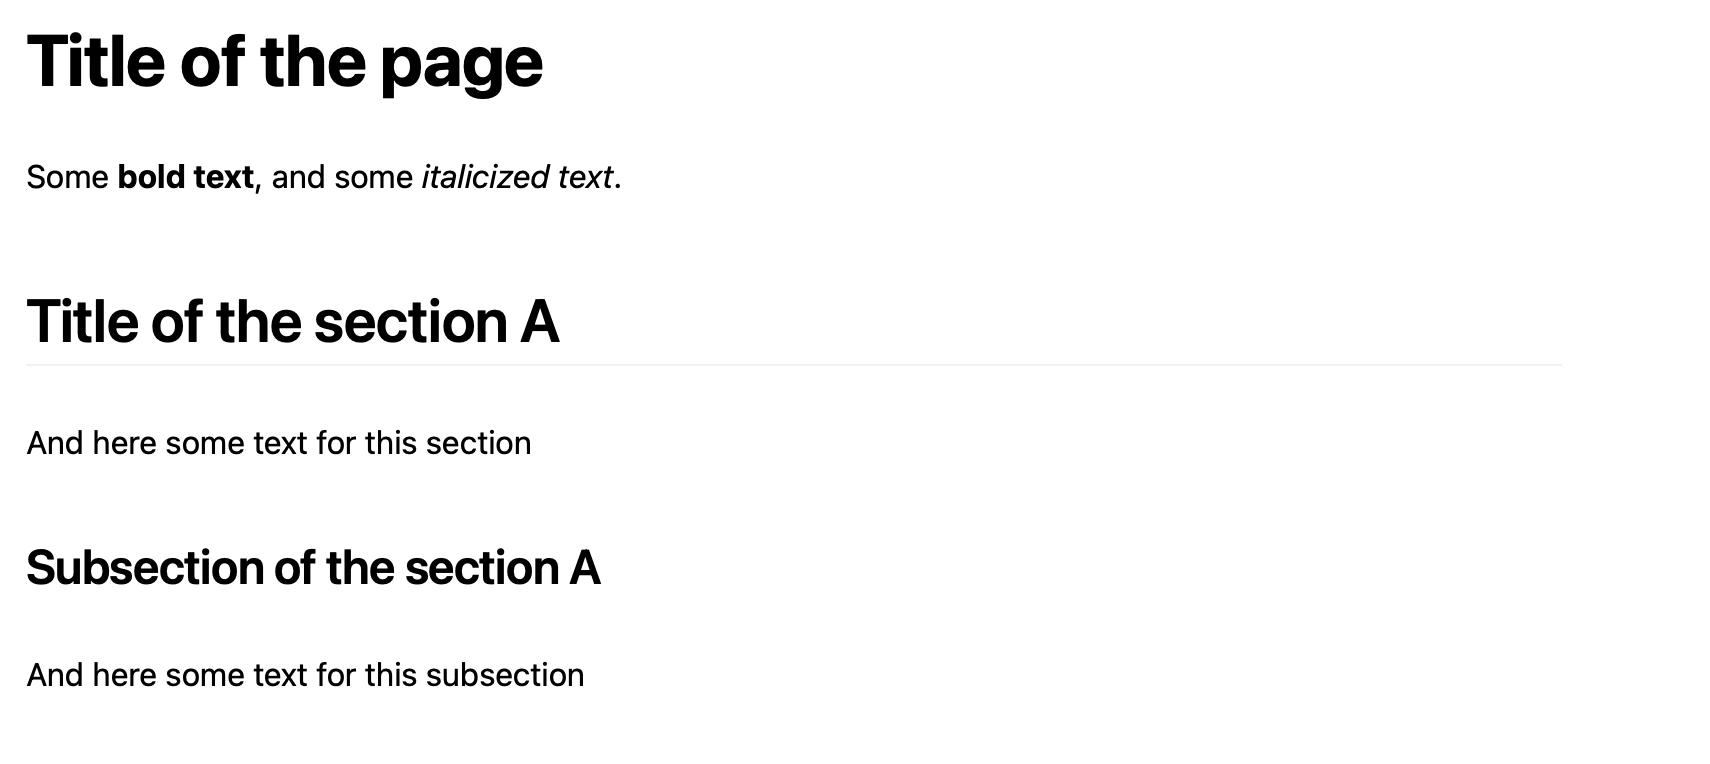 Title of the page
Some bold text, and some italicized text.
Title of the section A
And here some text for this section
Subsection of the section A
And here some text for this subsection